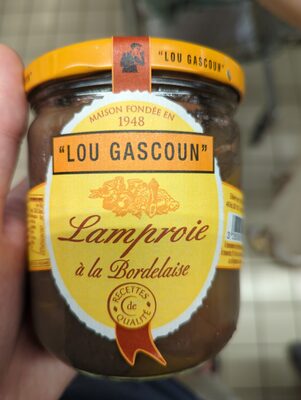 "LOU GASCOUN"
MAISON FONDÉE EN
1948
"LOU GASCOUN"
Lamproie
à la Bordelaise
RECETTES
de
QUALITÉ